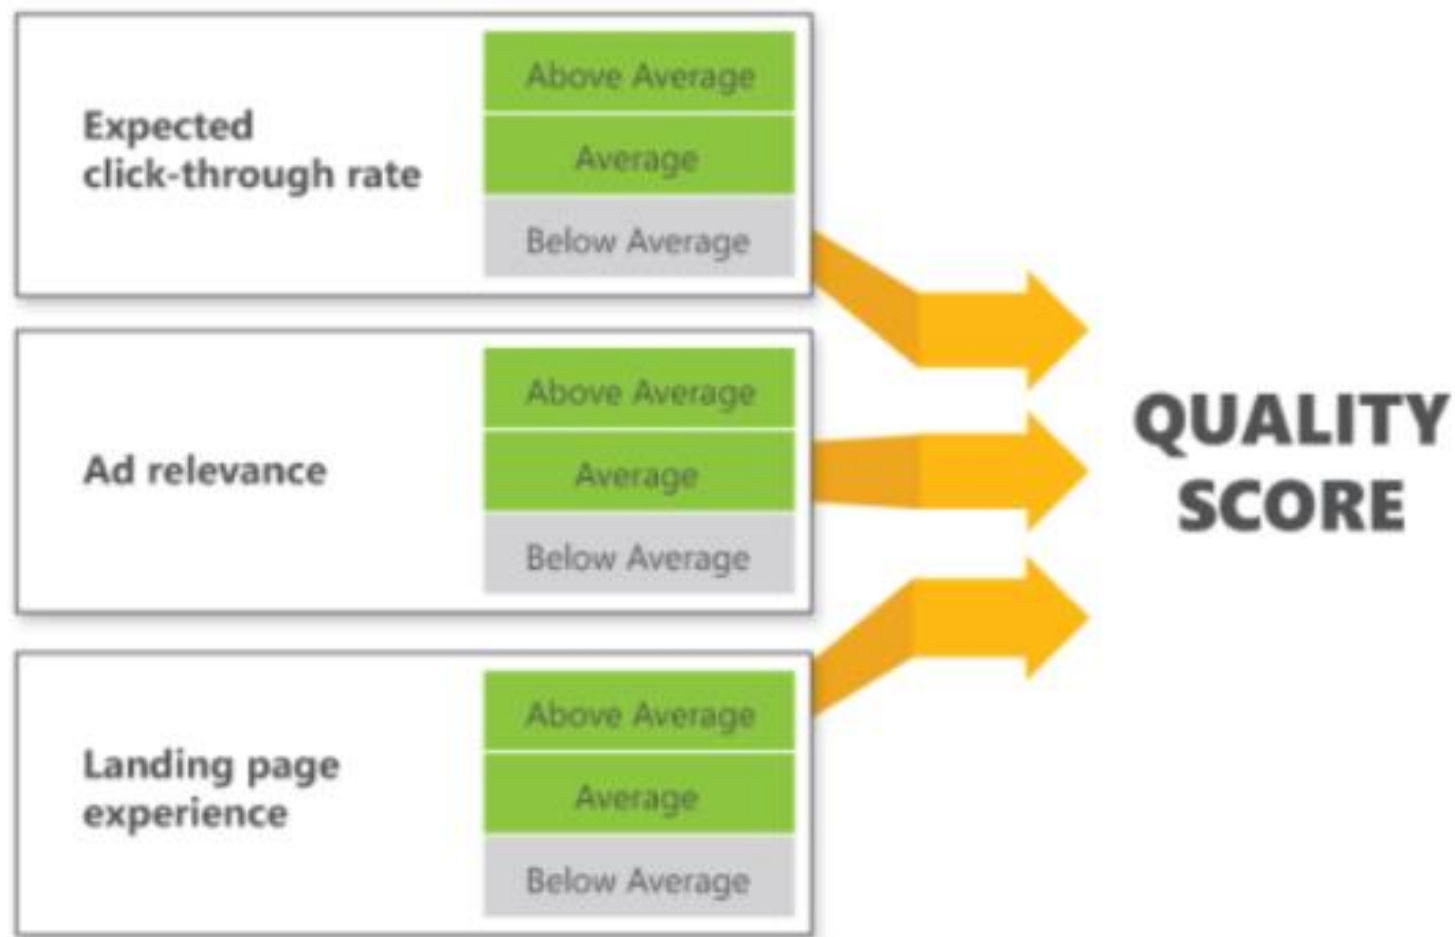 Expected
click-through rate
Above Average
Average
Below Average
Ad relevance
Above Average
Average
Below Average
Landing page
experience
Above Average
Average
Below Average
QUALITY
SCORE